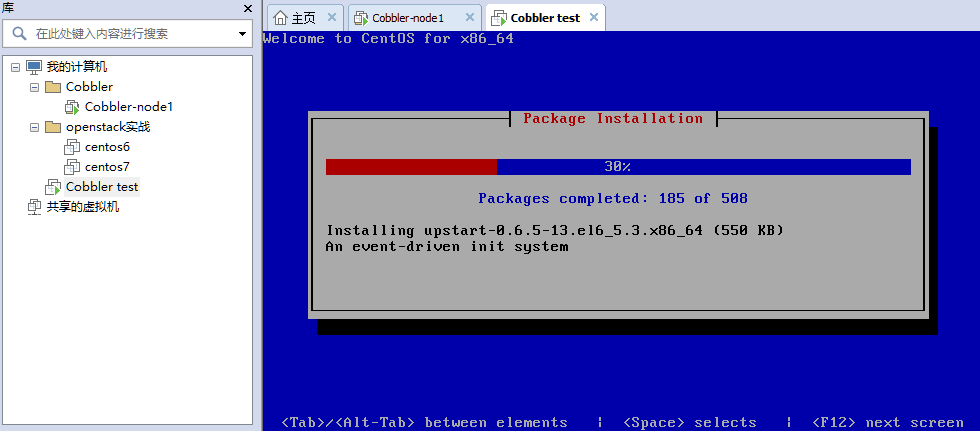 库
在此处键入内容进行搜索
我的计算机
Cobbler
Cobbler-node1
openstack实战
centos6
centos7
Cobbler test
共享的虚拟机
主页
Cobbler-node1
Cobbler test
Welcome to CentOS for x86_64
Package Installation
30%
Packages completed: 185 of 508
Installing upstart-0.6.5-13.el6_5.3.x86_64 (550 KB)
An event-driven init system
<Tab>/<Alt-Tab> between elements | <Space> selects | <F12> next screen